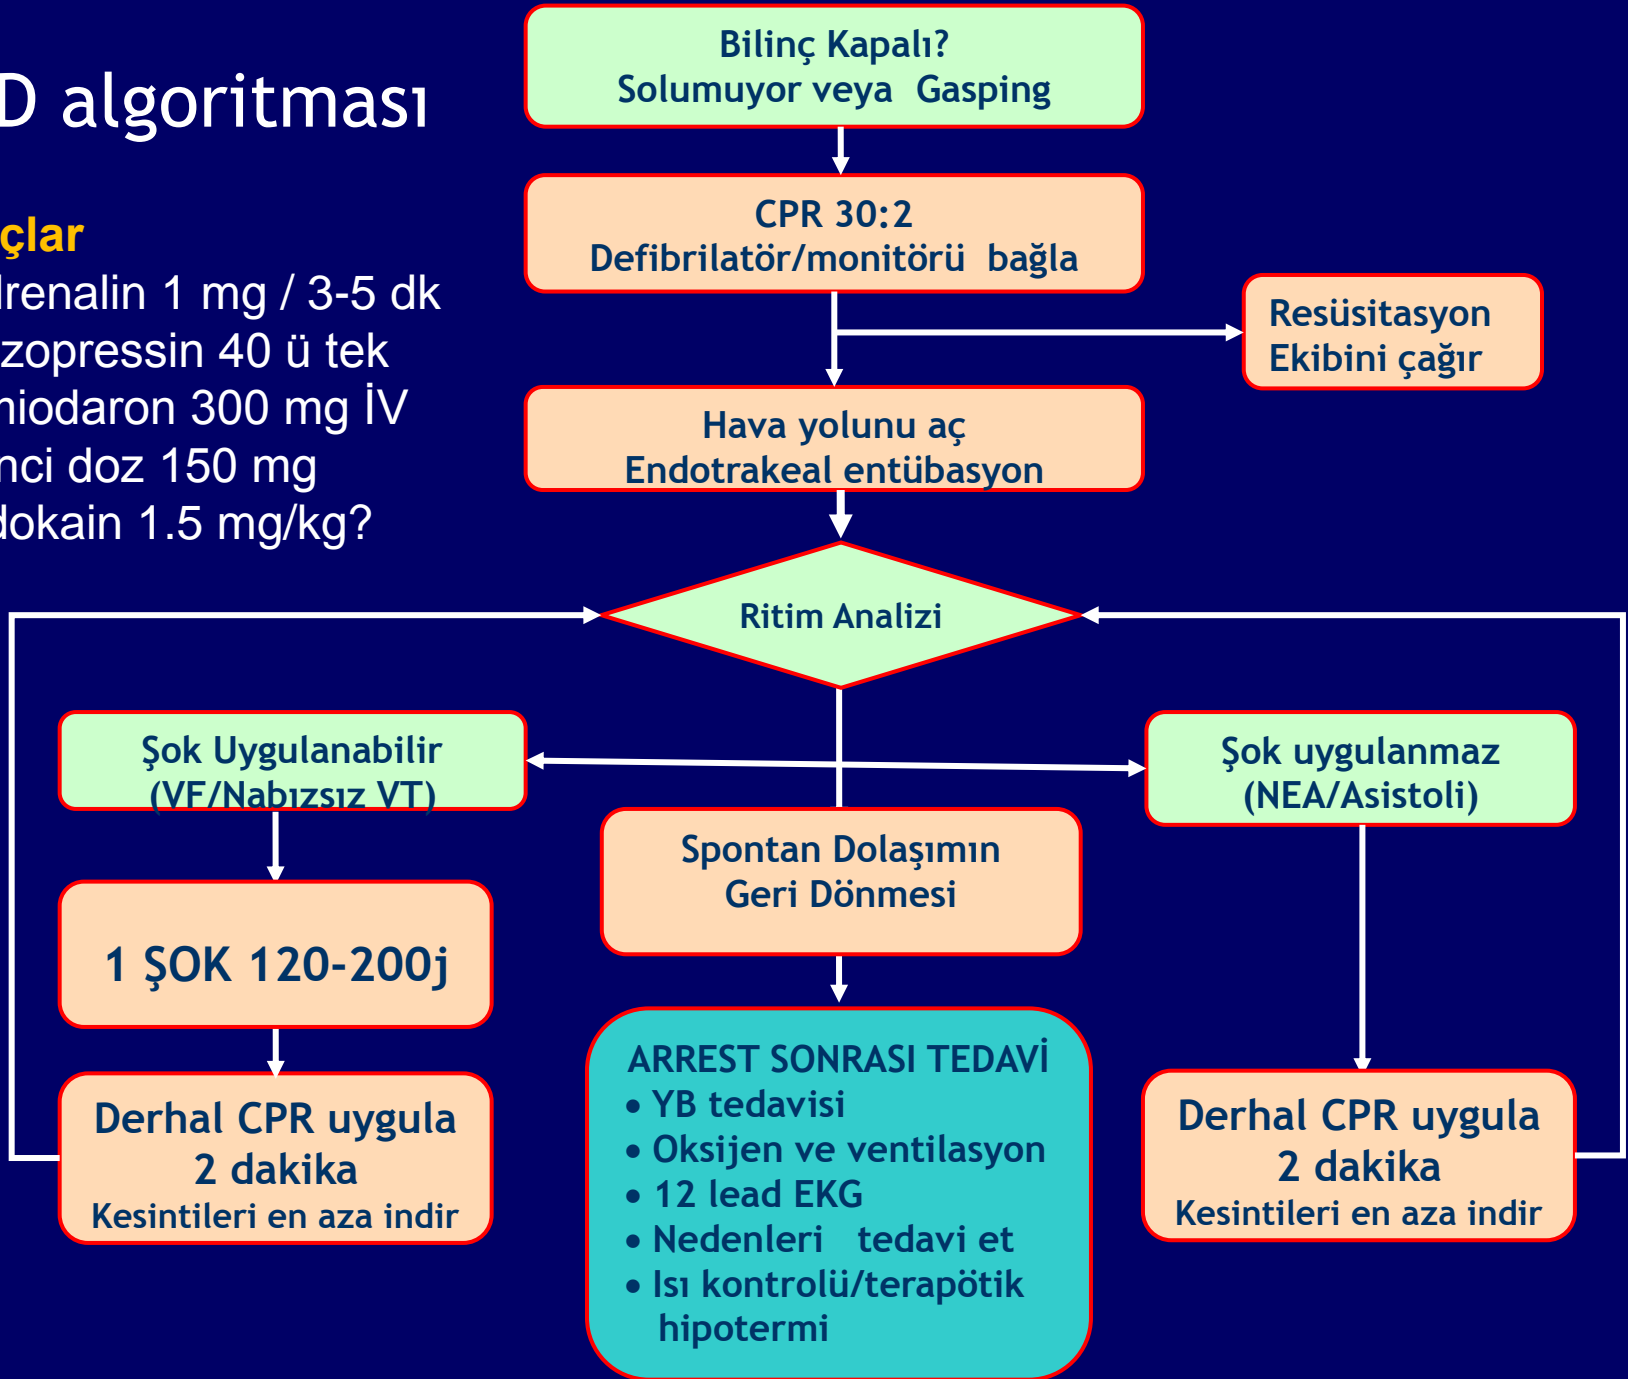 D algoritması
çlar
drenalin 1 mg / 3-5 dk
zopressin 40 ü tek
miodaron 300 mg İV
nci doz 150 mg
dokain 1.5 mg/kg?
Bilinç Kapalı?
Solumuyor veya Gasping
CPR 30:2
Defibrilatör/monitörü bağla
Resüsitasyon
Ekibini çağır
Hava yolunu aç
Endotrakeal entübasyon
Ritim Analizi
Şok Uygulanabilir
(VF/Nabızsız VT)
Şok uygulanmaz
(NEA/Asistoli)
Spontan Dolaşımın
Geri Dönmesi
1 ŞOK 120-200j
Derhal CPR uygula
2 dakika
Kesintileri en aza indir
ARREST SONRASI TEDAVİ
• YB tedavisi
• Oksijen ve ventilasyon
• 12 lead EKG
• Nedenleri tedavi et
• Isı kontrolü/terapötik
hipotermi
Derhal CPR uygula
2 dakika
Kesintileri en aza indir